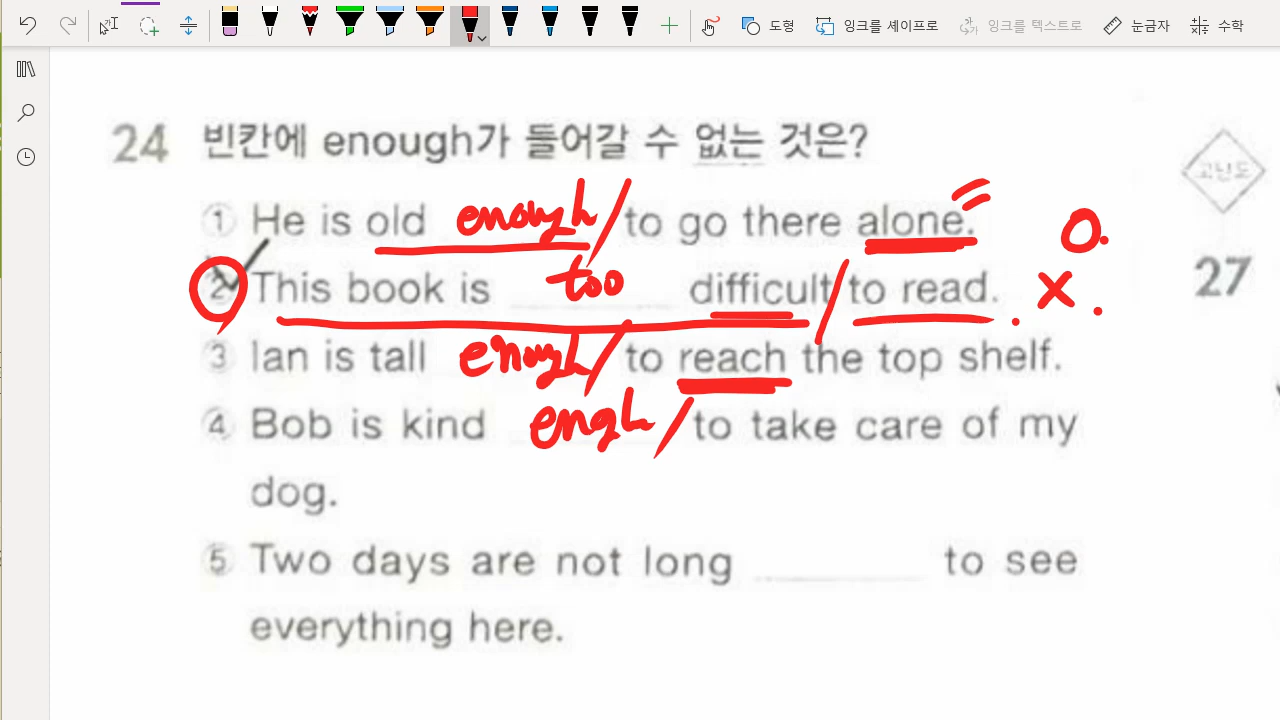 도형 잉크를 셰이프로 잉크를 텍스트로 눈금자 수학
24 빈칸에 enough가 들어갈 수 없는 것은?
고난도
① He is old enough / to go there alone. O.
② This book is too difficult / to read. X.
27
③ Ian is tall enough / to reach the top shelf.
④ Bob is kind engh / to take care of my
dog.
⑤ Two days are not long to see
everything here.